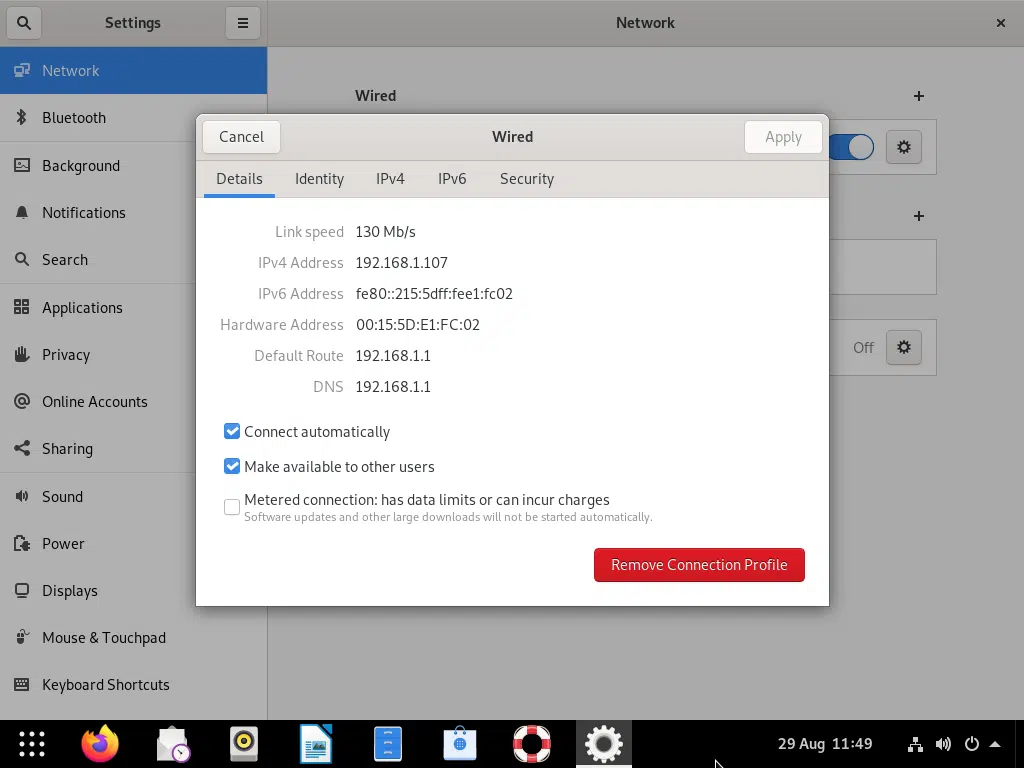 Settings
Network
Network
Bluetooth
Background
Notifications
Search
Applications
Privacy
Online Accounts
Sharing
Sound
Power
Displays
Mouse & Touchpad
Keyboard Shortcuts
Wired
Off
Cancel
Wired
Apply
Details Identity IPv4 IPv6 Security
Link speed 130 Mb/s
IPv4 Address 192.168.1.107
IPv6 Address fe80::215:5dff:fee1:fc02
Hardware Address 00:15:5D:E1:FC:02
Default Route 192.168.1.1
DNS 192.168.1.1
Connect automatically
Make available to other users
Metered connection: has data limits or can incur charges
Software updates and other large downloads will not be started automatically.
Remove Connection Profile
29 Aug 11:49